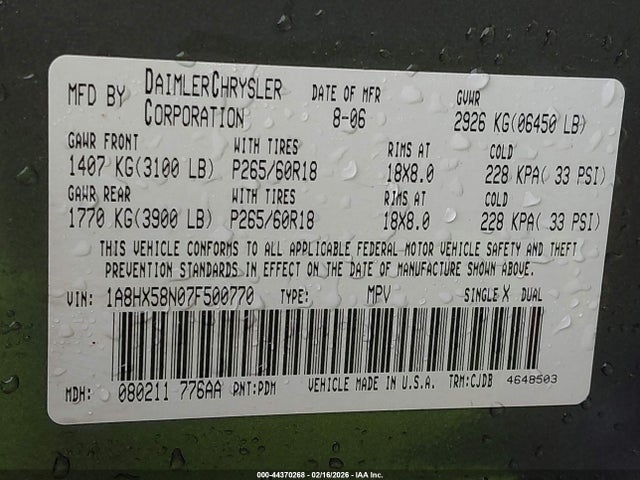 MFD BY DAIMLERCHRYSLER CORPORATION DATE OF MFR 8-06 GVWR 2926 KG(06450 LB)
GAWR FRONT WITH TIRES RIMS AT COLD
1407 KG(3100 LB) P265/60R18 18X8.0 228 KPA( 33 PSI)
GAWR REAR WITH TIRES RIMS AT COLD
1770 KG(3900 LB) P265/60R18 18X8.0 228 KPA( 33 PSI)
THIS VEHICLE CONFORMS TO ALL APPLICABLE FEDERAL MOTOR VEHICLE SAFETY AND THEFT
PREVENTION STANDARDS IN EFFECT ON THE DATE OF MANUFACTURE SHOWN ABOVE.
VIN: 1A8HX58N07F500770 TYPE: MPV SINGLE X DUAL
MDH: 080211 776AA PNT:PDM VEHICLE MADE IN U.S.A. TRM:CJDB 4648503
000-44370268 - 02/16/2026 - IAA Inc.